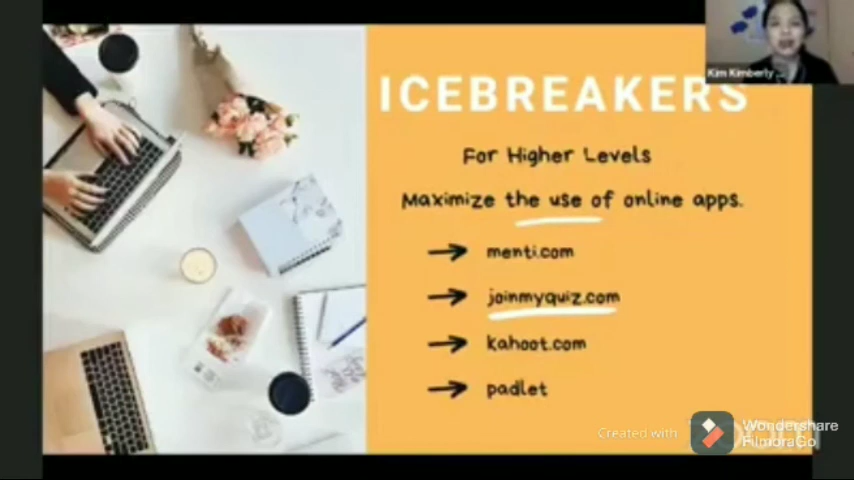 Kim Kimberly
ICEBREAKERS
For Higher Levels
Maximize the use of online apps.
menti.com
joinmyquiz.com
kahoot.com
padlet
Created with
Wondershare
FilmoraGo